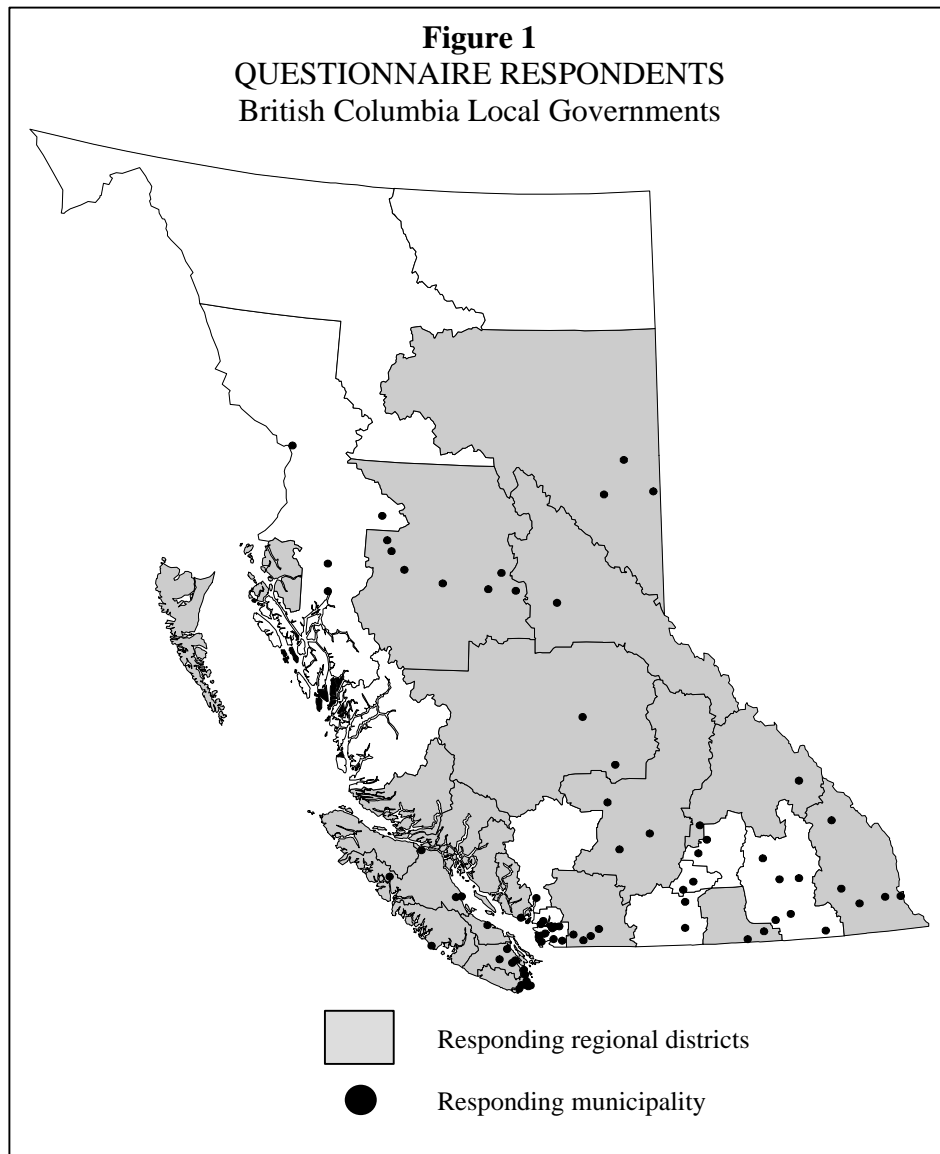 Figure 1
QUESTIONNAIRE RESPONDENTS
British Columbia Local Governments
Responding regional districts
Responding municipality